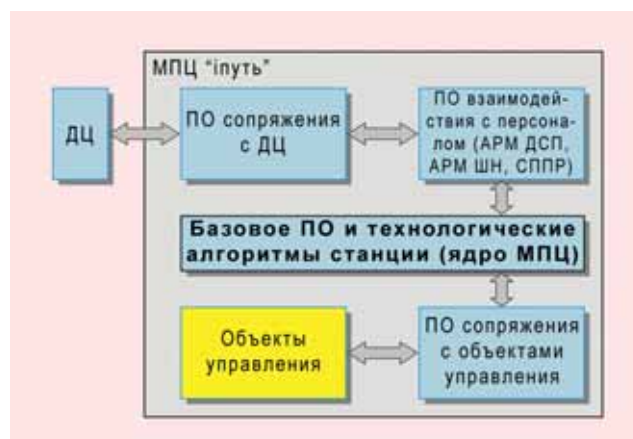 МПЦ "iпуть"
ДЦ
ПО сопряжения
с ДЦ
ПО взаимодей-
ствия с персона-
лом (АРМ ДСП,
АРМ ШН, СППР)
Базовое ПО и технологические
алгоритмы станции (ядро МПЦ)
Объекты
управления
ПО сопряжения
с объектами
управления